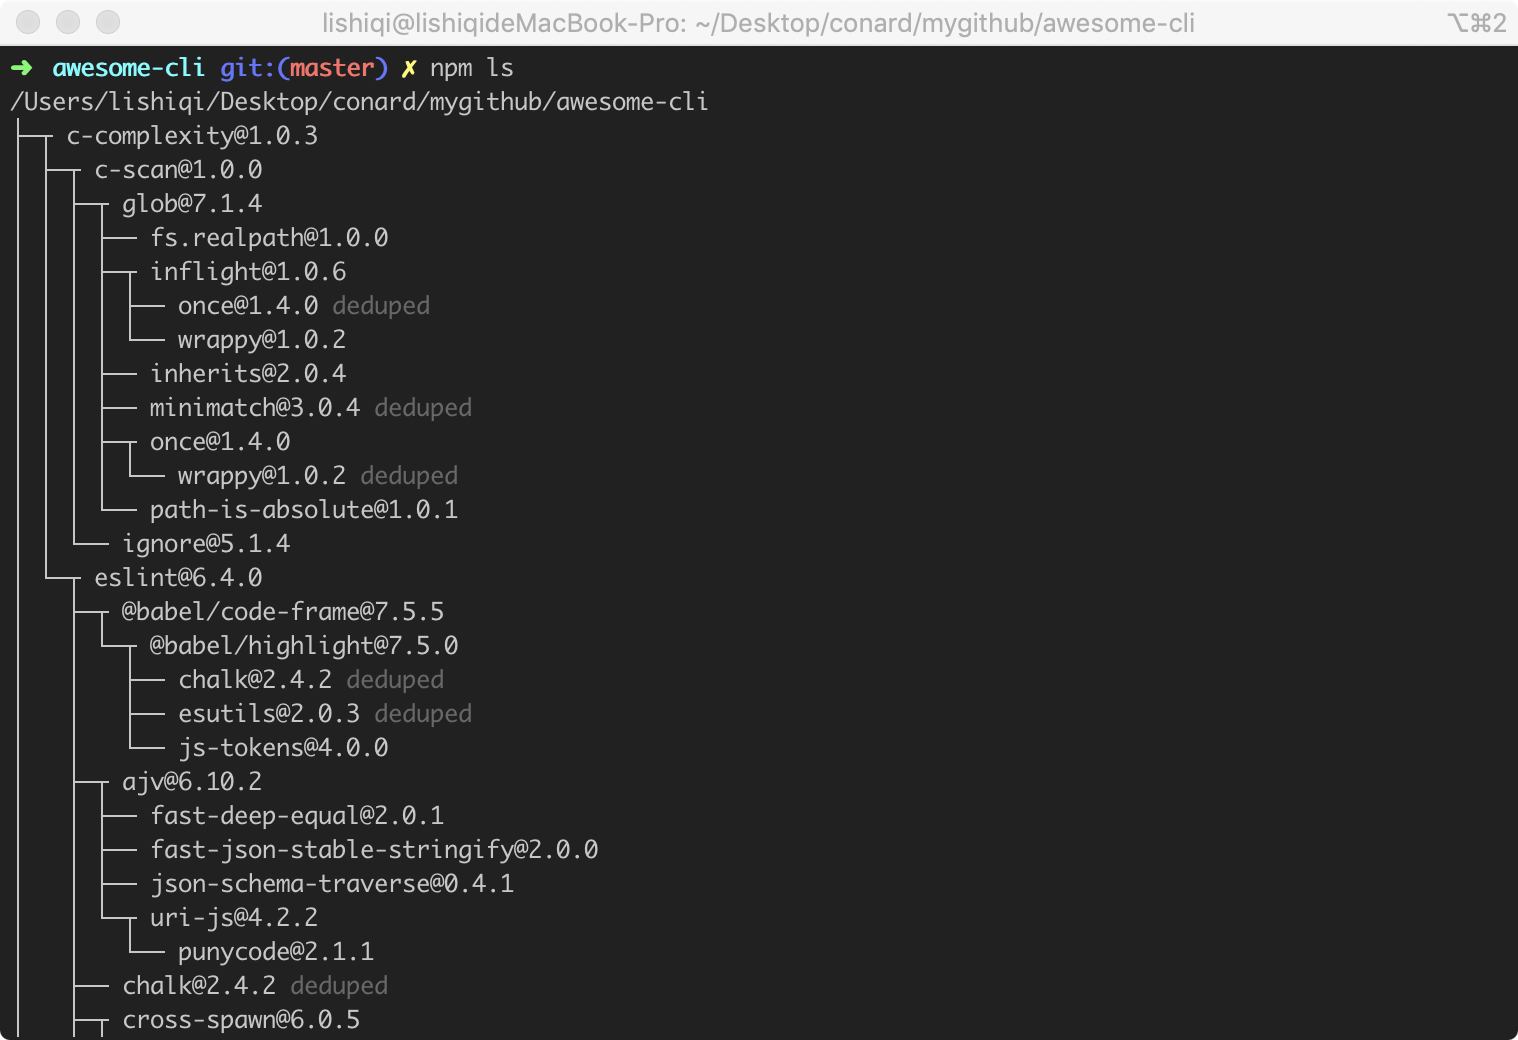 lishiqi@lishiqideMacBook-Pro: ~/Desktop/conard/mygithub/awesome-cli ⌥⌘2
➜ awesome-cli git:(master) ✗ npm ls
/Users/lishiqi/Desktop/conard/mygithub/awesome-cli
├─┬ c-complexity@1.0.3
│ ├─┬ c-scan@1.0.0
│ │ ├─┬ glob@7.1.4
│ │ │ ├── fs.realpath@1.0.0
│ │ │ ├─┬ inflight@1.0.6
│ │ │ │ ├── once@1.4.0 deduped
│ │ │ │ └── wrappy@1.0.2
│ │ │ ├── inherits@2.0.4
│ │ │ ├── minimatch@3.0.4 deduped
│ │ │ ├─┬ once@1.4.0
│ │ │ │ └── wrappy@1.0.2 deduped
│ │ │ └── path-is-absolute@1.0.1
│ │ └── ignore@5.1.4
│ └─┬ eslint@6.4.0
│   ├─┬ @babel/code-frame@7.5.5
│   │ └─┬ @babel/highlight@7.5.0
│   │   ├── chalk@2.4.2 deduped
│   │   ├── esutils@2.0.3 deduped
│   │   └── js-tokens@4.0.0
│   ├─┬ ajv@6.10.2
│   │ ├── fast-deep-equal@2.0.1
│   │ ├── fast-json-stable-stringify@2.0.0
│   │ ├── json-schema-traverse@0.4.1
│   │ └─┬ uri-js@4.2.2
│   │   └── punycode@2.1.1
│   ├── chalk@2.4.2 deduped
│   ├─┬ cross-spawn@6.0.5